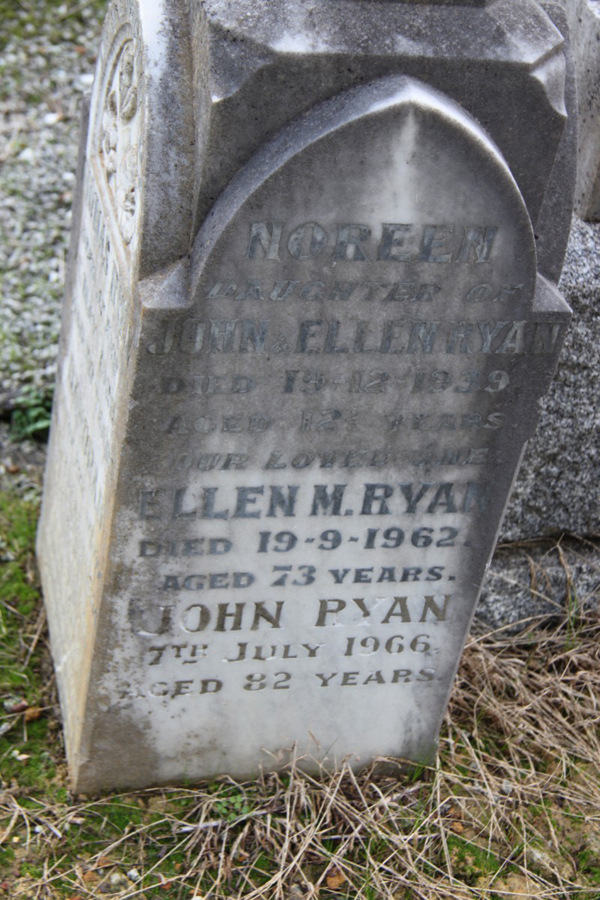 NOREEN
DAUGHTER OF
JOHN & ELLEN RYAN
DIED 19-12-1939
AGED 12½ YEARS
OUR LOVED ONE
ELLEN M. RYAN
DIED 19-9-1962.
AGED 73 YEARS.
JOHN RYAN
7TH JULY 1966.
AGED 82 YEARS.